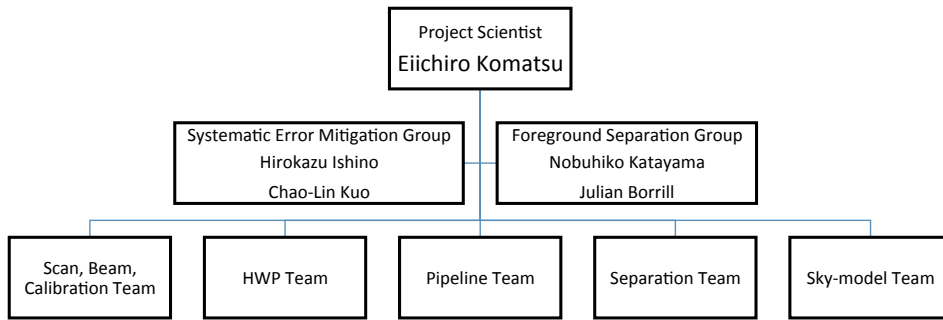 Project Scientist
Eiichiro Komatsu
Systematic Error Mitigation Group
Hirokazu Ishino
Chao-Lin Kuo
Foreground Separation Group
Nobuhiko Katayama
Julian Borrill
Scan, Beam,
Calibration Team
HWP Team
Pipeline Team
Separation Team
Sky-model Team